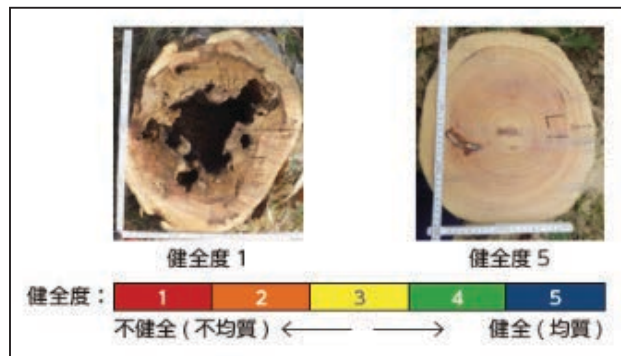 健全度 1
健全度 5
健全度： 1 2 3 4 5
不健全 ( 不均質 ) ← → 健全 ( 均質 )